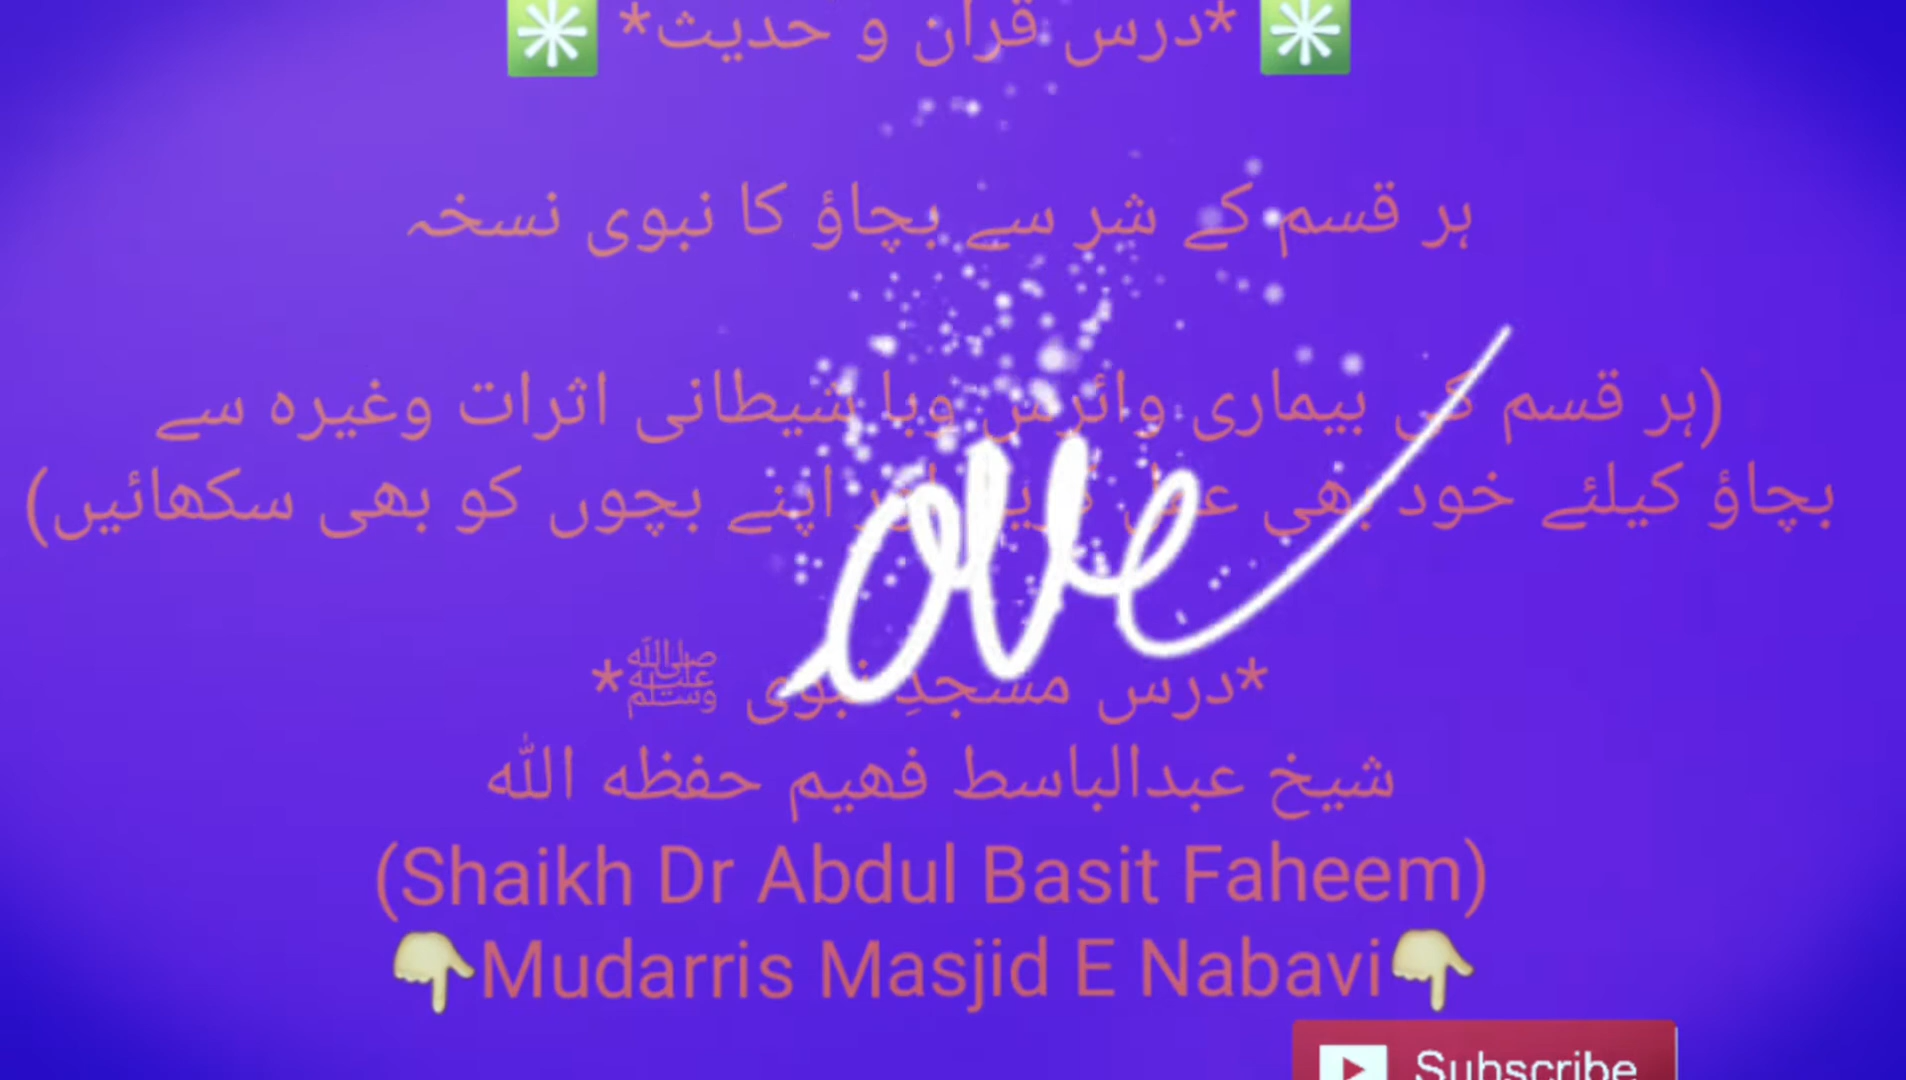 *درس قرآن و حدیث*
ہر قسم کے شر سے بچاؤ کا نبوی نسخہ
(ہر قسم کی بیماری وائرس وبا شیطانی اثرات وغیرہ سے
بچاؤ کیلئے خود بھی عمل کریں اور اپنے بچوں کو بھی سکھائیں)
ove
*درس مسجدِ نبوی ﷺ*
شیخ عبدالباسط فهیم حفظه الله
(Shaikh Dr Abdul Basit Faheem)
👇Mudarris Masjid E Nabavi👇
Subscribe